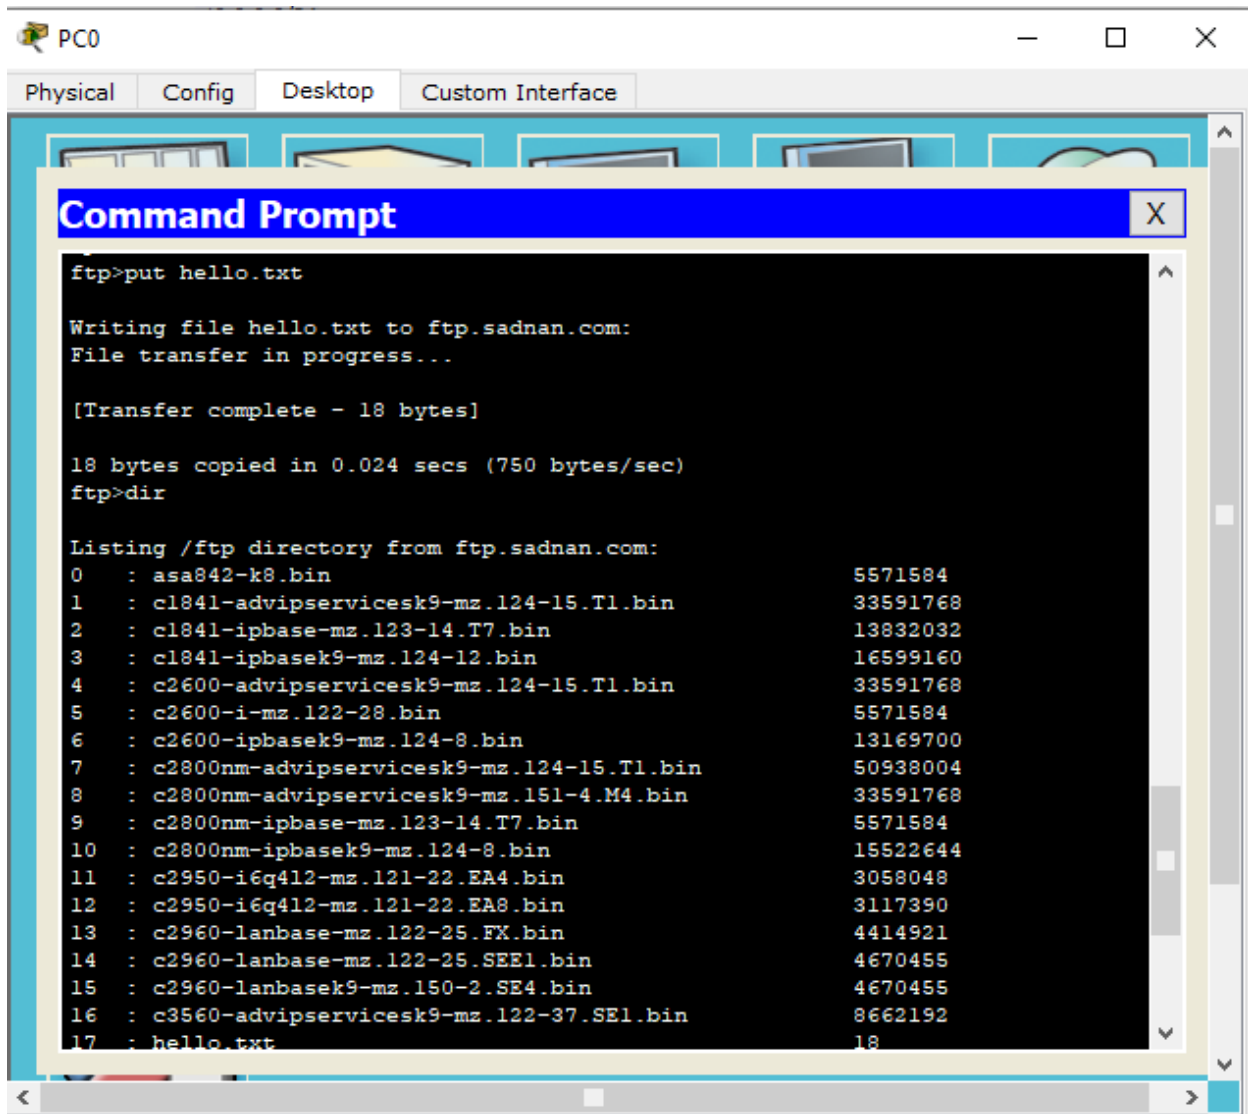 PC0
Physical Config Desktop Custom Interface
Command Prompt X
ftp>put hello.txt
Writing file hello.txt to ftp.sadnan.com:
File transfer in progress...
[Transfer complete - 18 bytes]
18 bytes copied in 0.024 secs (750 bytes/sec)
ftp>dir
Listing /ftp directory from ftp.sadnan.com:
0 : asa842-k8.bin 5571584
1 : c1841-advipservicesk9-mz.124-15.T1.bin 33591768
2 : c1841-ipbase-mz.123-14.T7.bin 13832032
3 : c1841-ipbasek9-mz.124-12.bin 16599160
4 : c2600-advipservicesk9-mz.124-15.T1.bin 33591768
5 : c2600-i-mz.122-28.bin 5571584
6 : c2600-ipbasek9-mz.124-8.bin 13169700
7 : c2800nm-advipservicesk9-mz.124-15.T1.bin 50938004
8 : c2800nm-advipservicesk9-mz.151-4.M4.bin 33591768
9 : c2800nm-ipbase-mz.123-14.T7.bin 5571584
10 : c2800nm-ipbasek9-mz.124-8.bin 15522644
11 : c2950-i6q4l2-mz.121-22.EA4.bin 3058048
12 : c2950-i6q4l2-mz.121-22.EA8.bin 3117390
13 : c2960-lanbase-mz.122-25.FX.bin 4414921
14 : c2960-lanbase-mz.122-25.SEE1.bin 4670455
15 : c2960-lanbasek9-mz.150-2.SE4.bin 4670455
16 : c3560-advipservicesk9-mz.122-37.SE1.bin 8662192
17 : hello.txt 18